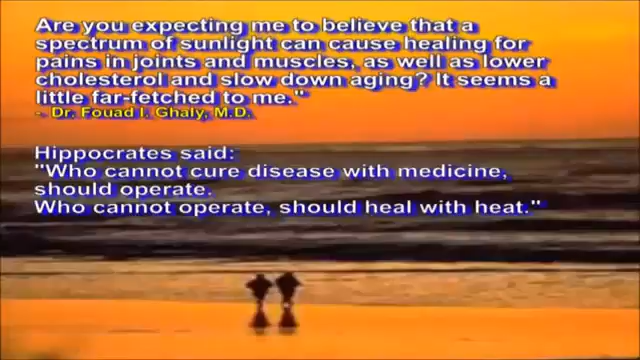 Are you expecting me to believe that a
spectrum of sunlight can cause healing for
pains in joints and muscles, as well as lower
cholesterol and slow down aging? It seems a
little far-fetched to me."
- Dr. Fouad I. Ghaly, M.D.
Hippocrates said:
"Who cannot cure disease with medicine,
should operate.
Who cannot operate, should heal with heat."